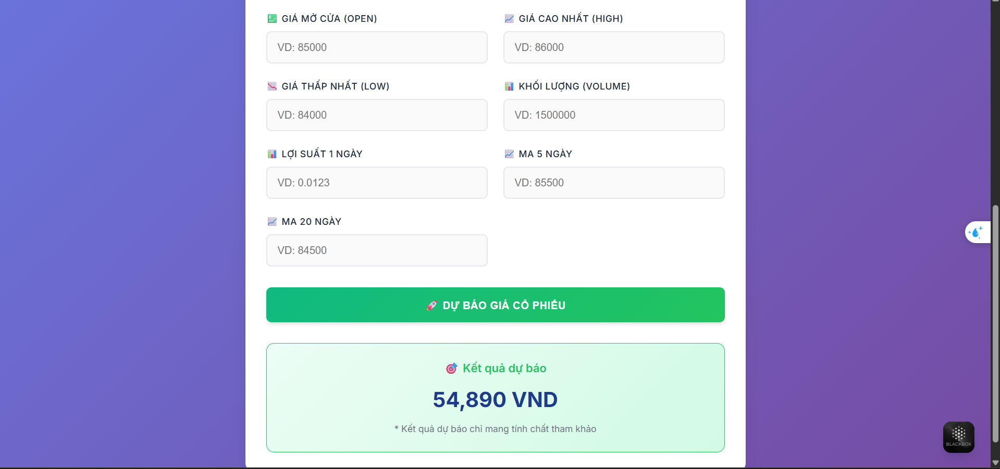 GIÁ MỞ CỬA (OPEN)
GIÁ CAO NHẤT (HIGH)
VD: 85000
VD: 86000
GIÁ THẤP NHẤT (LOW)
KHỐI LƯỢNG (VOLUME)
VD: 84000
VD: 1500000
LỢI SUẤT 1 NGÀY
MA 5 NGÀY
VD: 0.0123
VD: 85500
MA 20 NGÀY
VD: 84500
DỰ BÁO GIÁ CỔ PHIẾU
Kết quả dự báo
54,890 VND
* Kết quả dự báo chỉ mang tính chất tham khảo
BLACKBOX